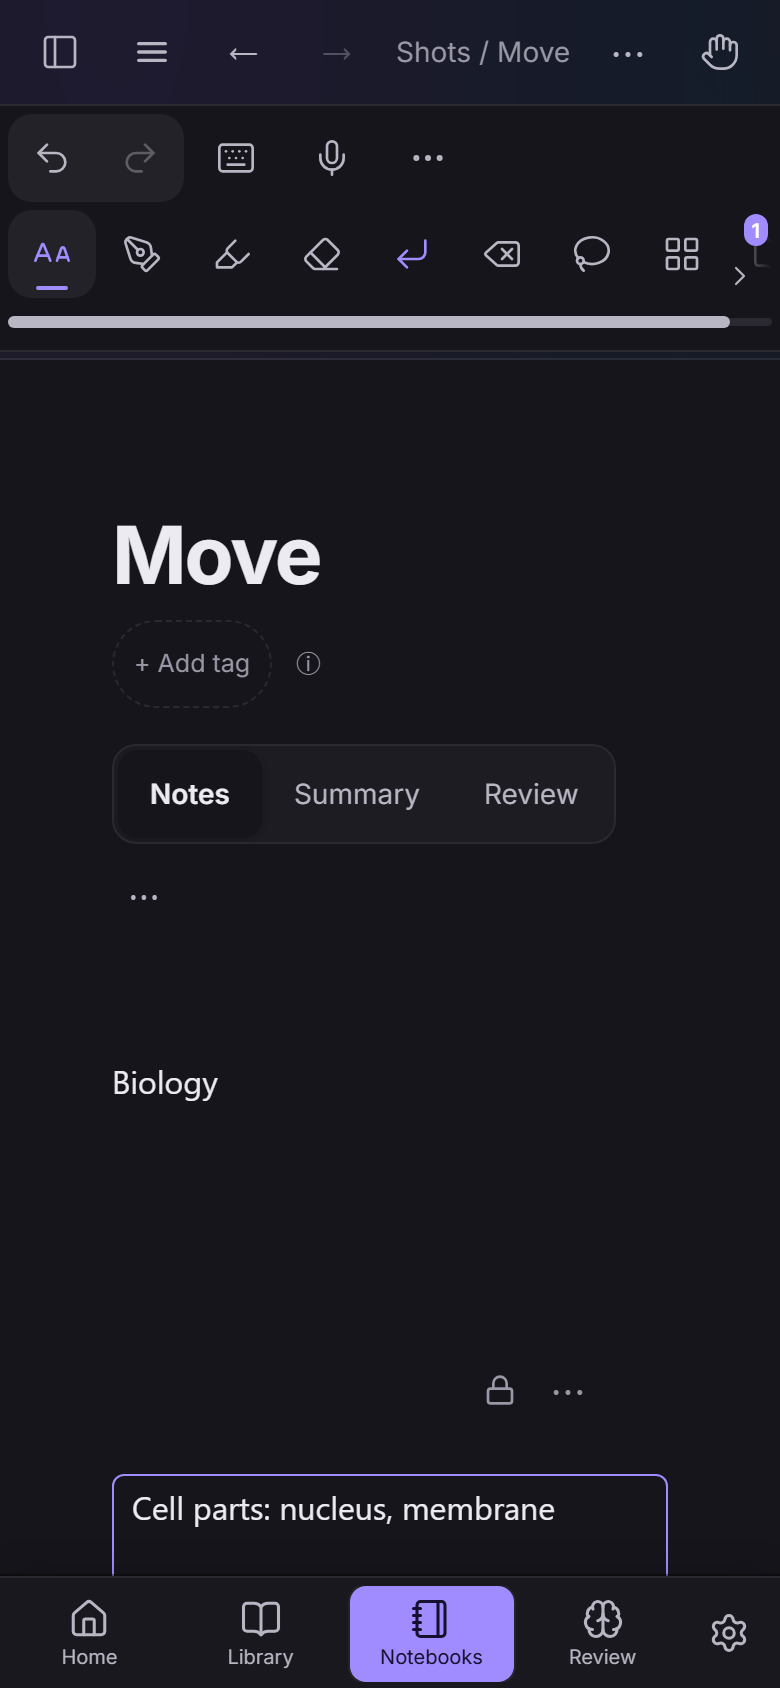 Shots / Move
1
Move
+ Add tag
Notes Summary Review
Biology
Cell parts: nucleus, membrane
Home Library Notebooks Review